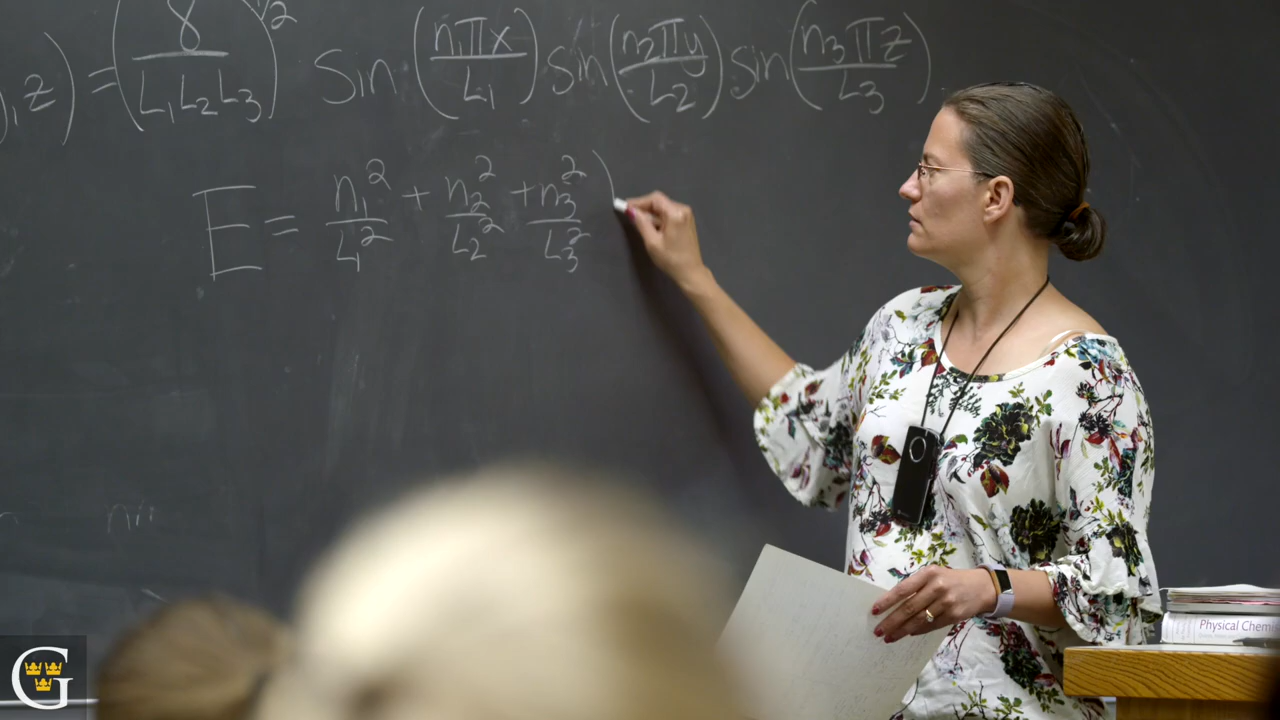 ,z) = (8/L₁L₂L₃)^1/2 sin(n₁πx/L₁) sin(n₂πy/L₂) sin(n₃πz/L₃)
E = n₁²/L₁² + n₂²/L₂² + n₃²/L₃² )
Physical Chemi
G